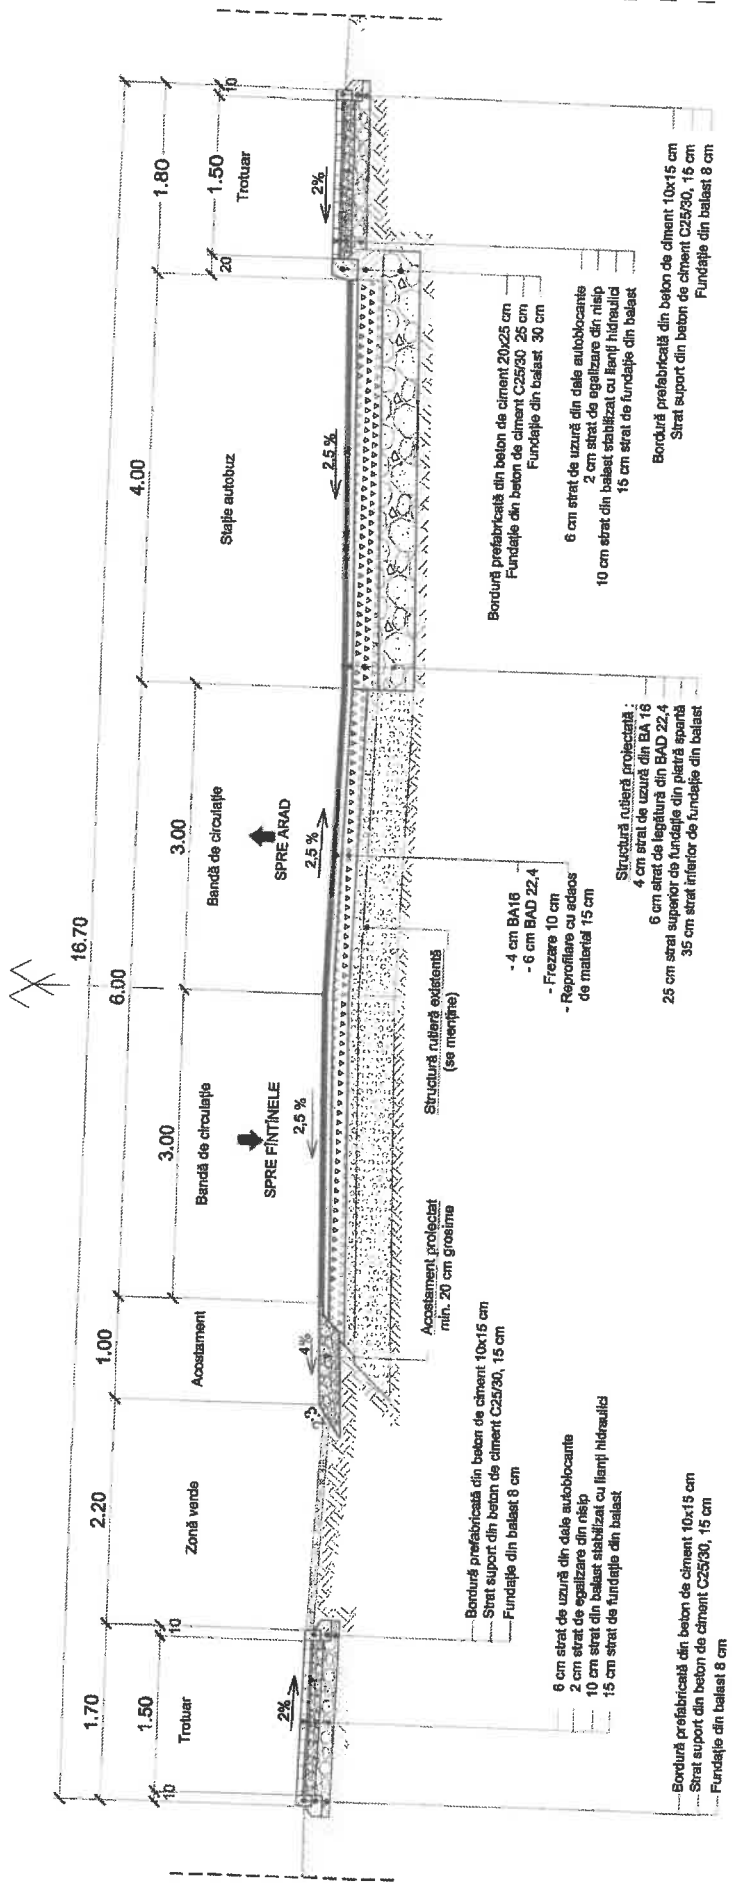 16.70
1.70
2.20
1.00
6.00
4.00
1.80
10
1.50
10
3.00
3.00
20
1.50
10
Trotuar
Zonă verde
Acostament
Bandă de circulație
Bandă de circulație
Stație autobuz
Trotuar
SPRE FÎNTÎNELE
SPRE ARAD
2%
4%
2,5 %
2,5 %
2.5 %
2%
Acostament proiectat
min. 20 cm grosime
Structură rutieră existentă
(se menține)
- 4 cm BA16
- 6 cm BAD 22,4
- Frezare 10 cm
- Reprofilare cu adaos
de material 15 cm
Bordură prefabricată din beton de ciment 10x15 cm
Strat suport din beton de ciment C25/30, 15 cm
Fundație din balast 8 cm
6 cm strat de uzură din dale autoblocante
2 cm strat de egalizare din nisip
10 cm strat din balast stabilizat cu lianți hidraulici
15 cm strat de fundație din balast
Bordură prefabricată din beton de ciment 10x15 cm
Strat suport din beton de ciment C25/30, 15 cm
Fundație din balast 8 cm
Structură rutieră proiectată :
4 cm strat de uzură din BA 16
6 cm strat de legătură din BAD 22,4
25 cm strat superior de fundație din piatră spartă
35 cm strat inferior de fundație din balast
Bordură prefabricată din beton de ciment 20x25 cm
Fundație din beton de ciment C25/30 25 cm
Fundație din balast 30 cm
6 cm strat de uzură din dale autoblocante
2 cm strat de egalizare din nisip
10 cm strat din balast stabilizat cu lianți hidraulici
15 cm strat de fundație din balast
Bordură prefabricată din beton de ciment 10x15 cm
Strat suport din beton de ciment C25/30, 15 cm
Fundație din balast 8 cm